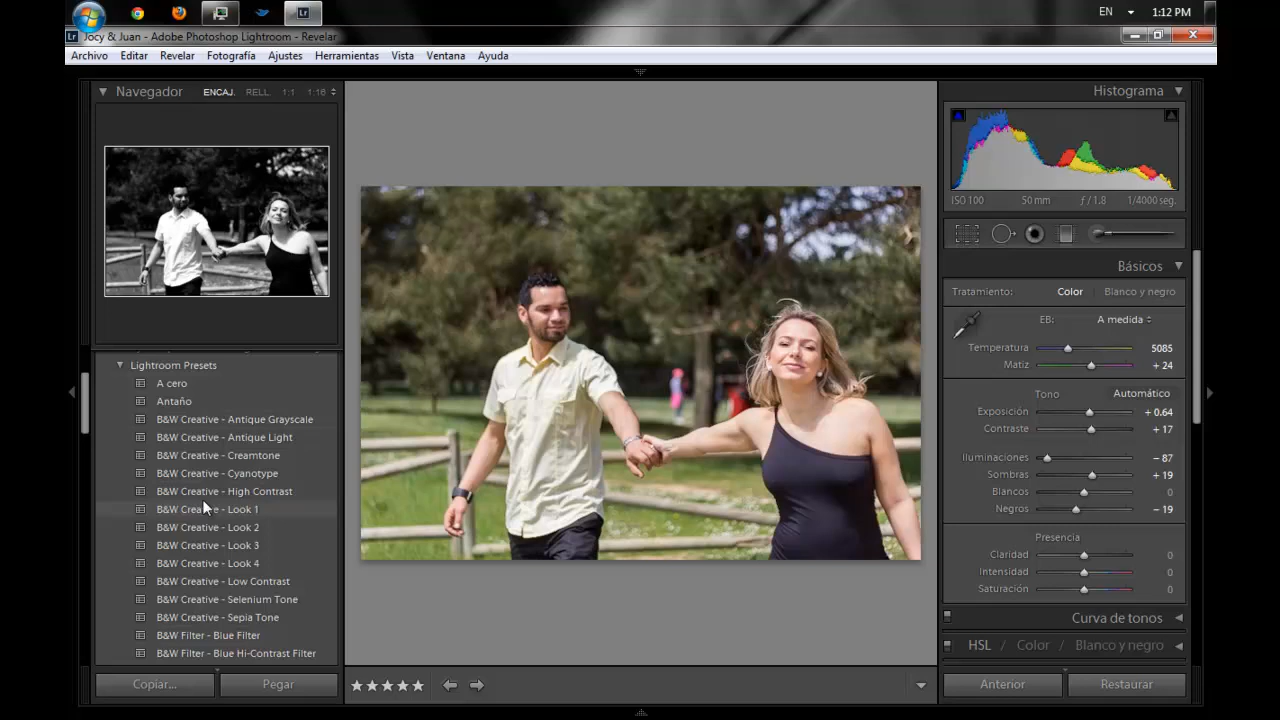 EN 1:12 PM
Jocy & Juan - Adobe Photoshop Lightroom - Revelar
Archivo Editar Revelar Fotografía Ajustes Herramientas Vista Ventana Ayuda
Navegador ENCAJ. RELL. 1:1 1:16
Lightroom Presets
A cero
Antaño
B&W Creative - Antique Grayscale
B&W Creative - Antique Light
B&W Creative - Creamtone
B&W Creative - Cyanotype
B&W Creative - High Contrast
B&W Creative - Look 1
B&W Creative - Look 2
B&W Creative - Look 3
B&W Creative - Look 4
B&W Creative - Low Contrast
B&W Creative - Selenium Tone
B&W Creative - Sepia Tone
B&W Filter - Blue Filter
B&W Filter - Blue Hi-Contrast Filter
Copiar... Pegar
Histograma
ISO 100 50 mm ƒ / 1.8 1/4000 seg.
Básicos
Tratamiento: Color Blanco y negro
EB: A medida
Temperatura 5085
Matiz + 24
Tono Automático
Exposición + 0.64
Contraste + 17
Iluminaciones – 87
Sombras + 19
Blancos 0
Negros – 19
Presencia
Claridad 0
Intensidad 0
Saturación 0
Curva de tonos
HSL / Color / Blanco y negro
Anterior Restaurar